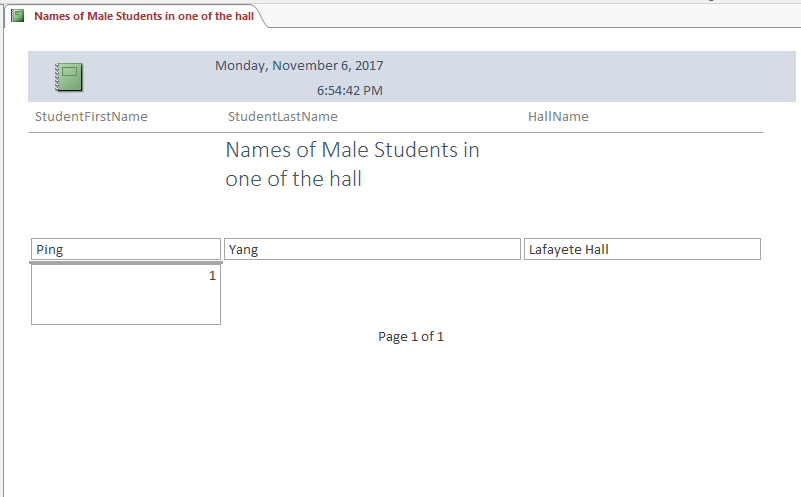 Names of Male Students in one of the hall
Monday, November 6, 2017
6:54:42 PM
StudentFirstName StudentLastName HallName
Names of Male Students in
one of the hall
Ping Yang Lafayete Hall
1
Page 1 of 1